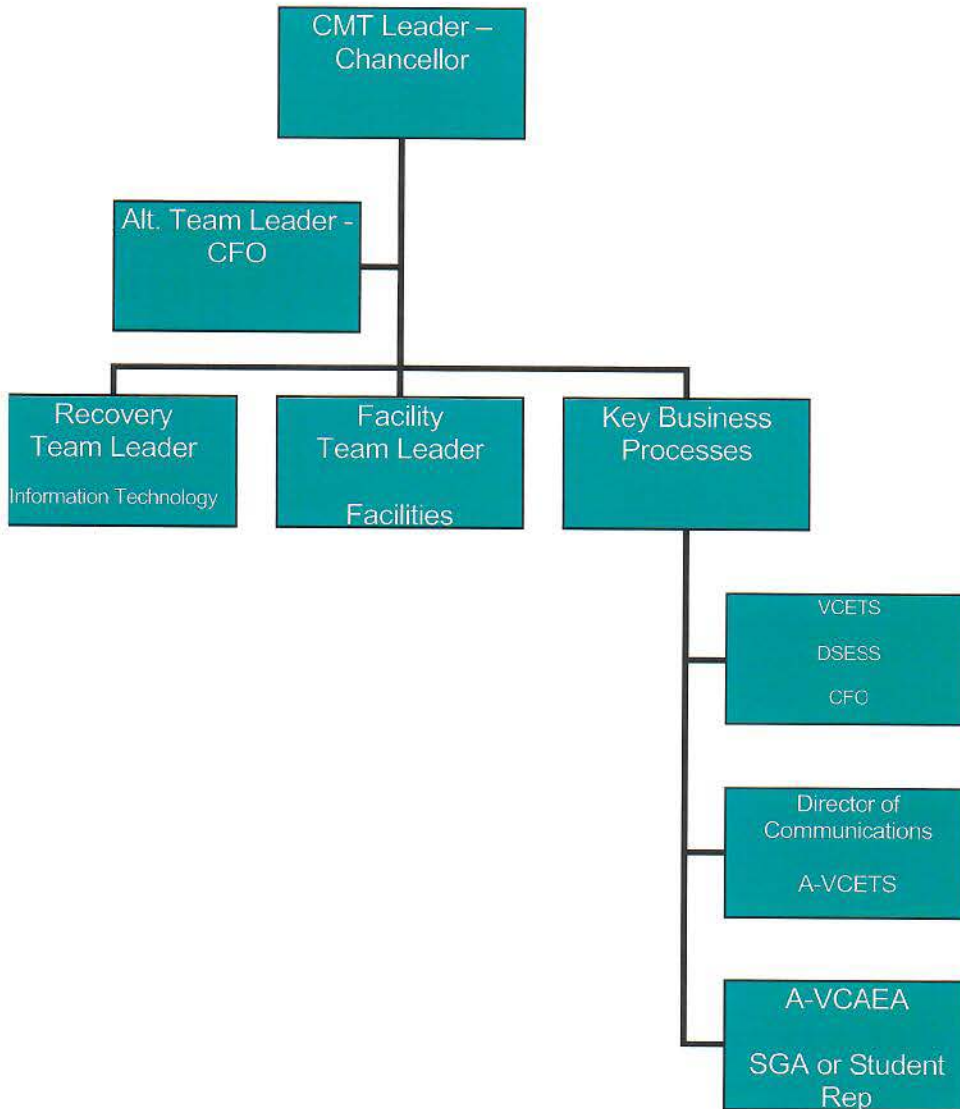 CMT Leader –
Chancellor
Alt. Team Leader -
CFO
Recovery
Team Leader
Information Technology
Facility
Team Leader
Facilities
Key Business
Processes
VCETS
DSESS
CFO
Director of
Communications
A-VCETS
A-VCAEA
SGA or Student
Rep